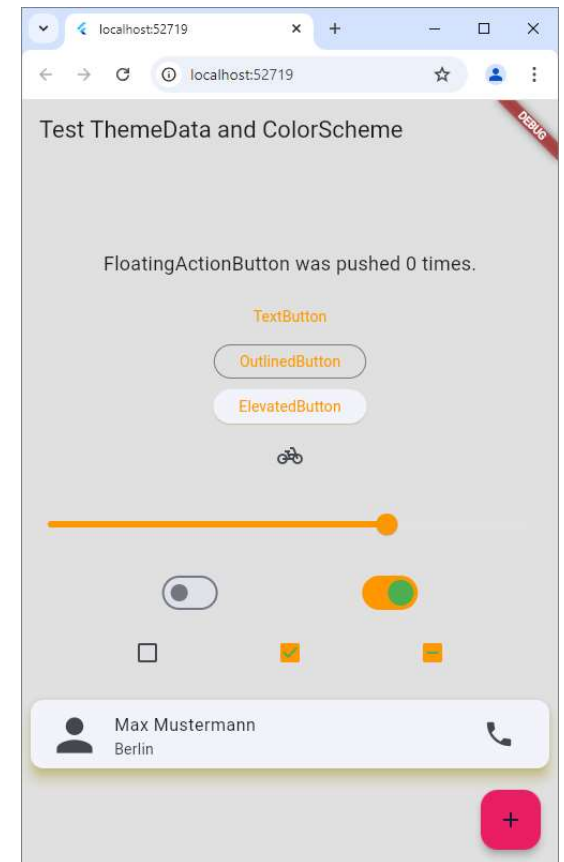 localhost:52719
localhost:52719
Test ThemeData and ColorScheme
DEBUG
FloatingActionButton was pushed 0 times.
TextButton
OutlinedButton
ElevatedButton
Max Mustermann
Berlin